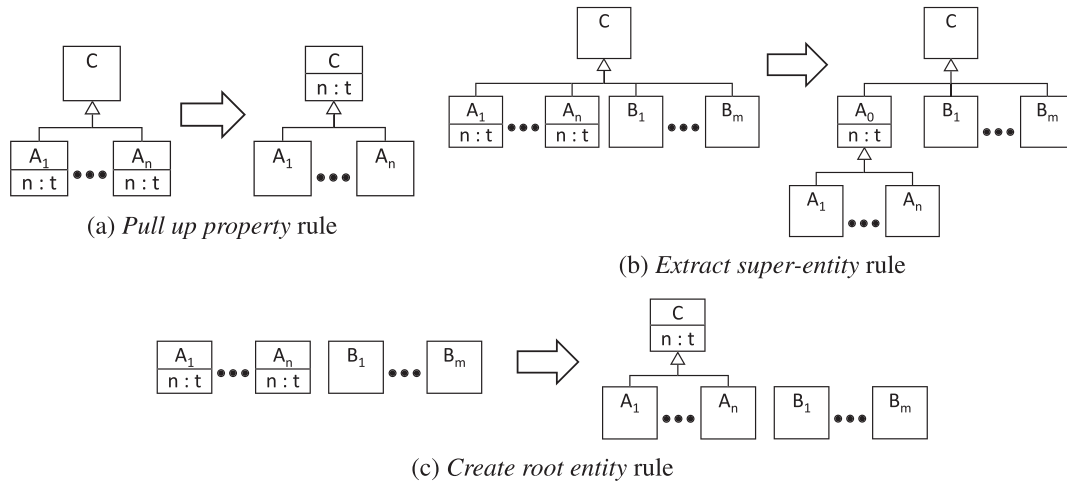 C
A1 n : t ••• An n : t
C n : t
A1 ••• An
(a) Pull up property rule
C
A1 n : t ••• An n : t B1 ••• Bm
C
A0 n : t B1 ••• Bm
A1 ••• An
(b) Extract super-entity rule
A1 n : t ••• An n : t B1 ••• Bm
C n : t
A1 ••• An B1 ••• Bm
(c) Create root entity rule